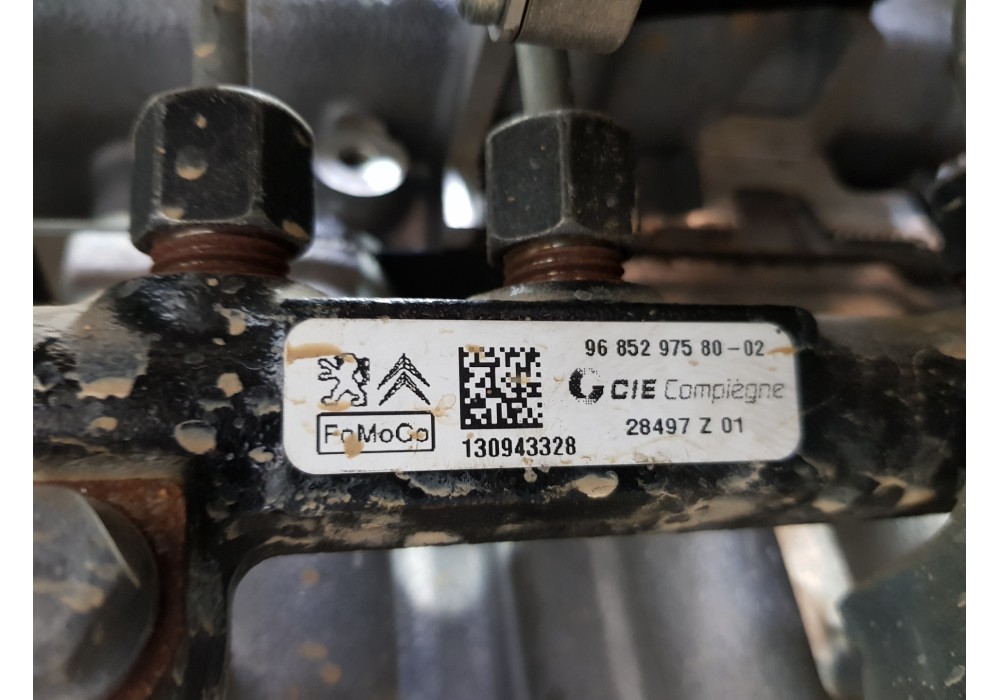 96 852 975 80-02
CIE Compiègne
28497 Z 01
FoMoCo
130943328